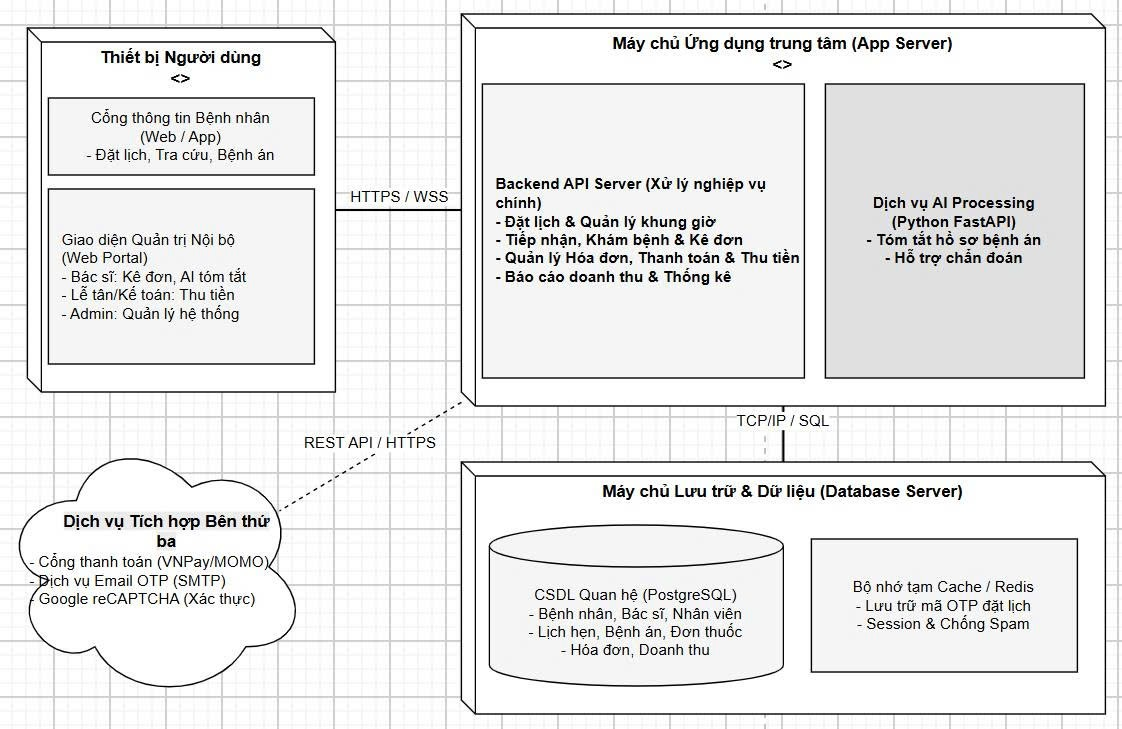 Thiết bị Người dùng
<>
Cổng thông tin Bệnh nhân
(Web / App)
- Đặt lịch, Tra cứu, Bệnh án
Giao diện Quản trị Nội bộ
(Web Portal)
- Bác sĩ: Kê đơn, AI tóm tắt
- Lễ tân/Kế toán: Thu tiền
- Admin: Quản lý hệ thống
HTTPS / WSS
Máy chủ Ứng dụng trung tâm (App Server)
<>
Backend API Server (Xử lý nghiệp vụ
chính)
- Đặt lịch & Quản lý khung giờ
- Tiếp nhận, Khám bệnh & Kê đơn
- Quản lý Hóa đơn, Thanh toán & Thu tiền
- Báo cáo doanh thu & Thống kê
Dịch vụ AI Processing
(Python FastAPI)
- Tóm tắt hồ sơ bệnh án
- Hỗ trợ chẩn đoán
REST API / HTTPS
TCP/IP / SQL
Dịch vụ Tích hợp Bên thứ
ba
- Cổng thanh toán (VNPay/MOMO)
- Dịch vụ Email OTP (SMTP)
- Google reCAPTCHA (Xác thực)
Máy chủ Lưu trữ & Dữ liệu (Database Server)
CSDL Quan hệ (PostgreSQL)
- Bệnh nhân, Bác sĩ, Nhân viên
- Lịch hẹn, Bệnh án, Đơn thuốc
- Hóa đơn, Doanh thu
Bộ nhớ tạm Cache / Redis
- Lưu trữ mã OTP đặt lịch
- Session & Chống Spam